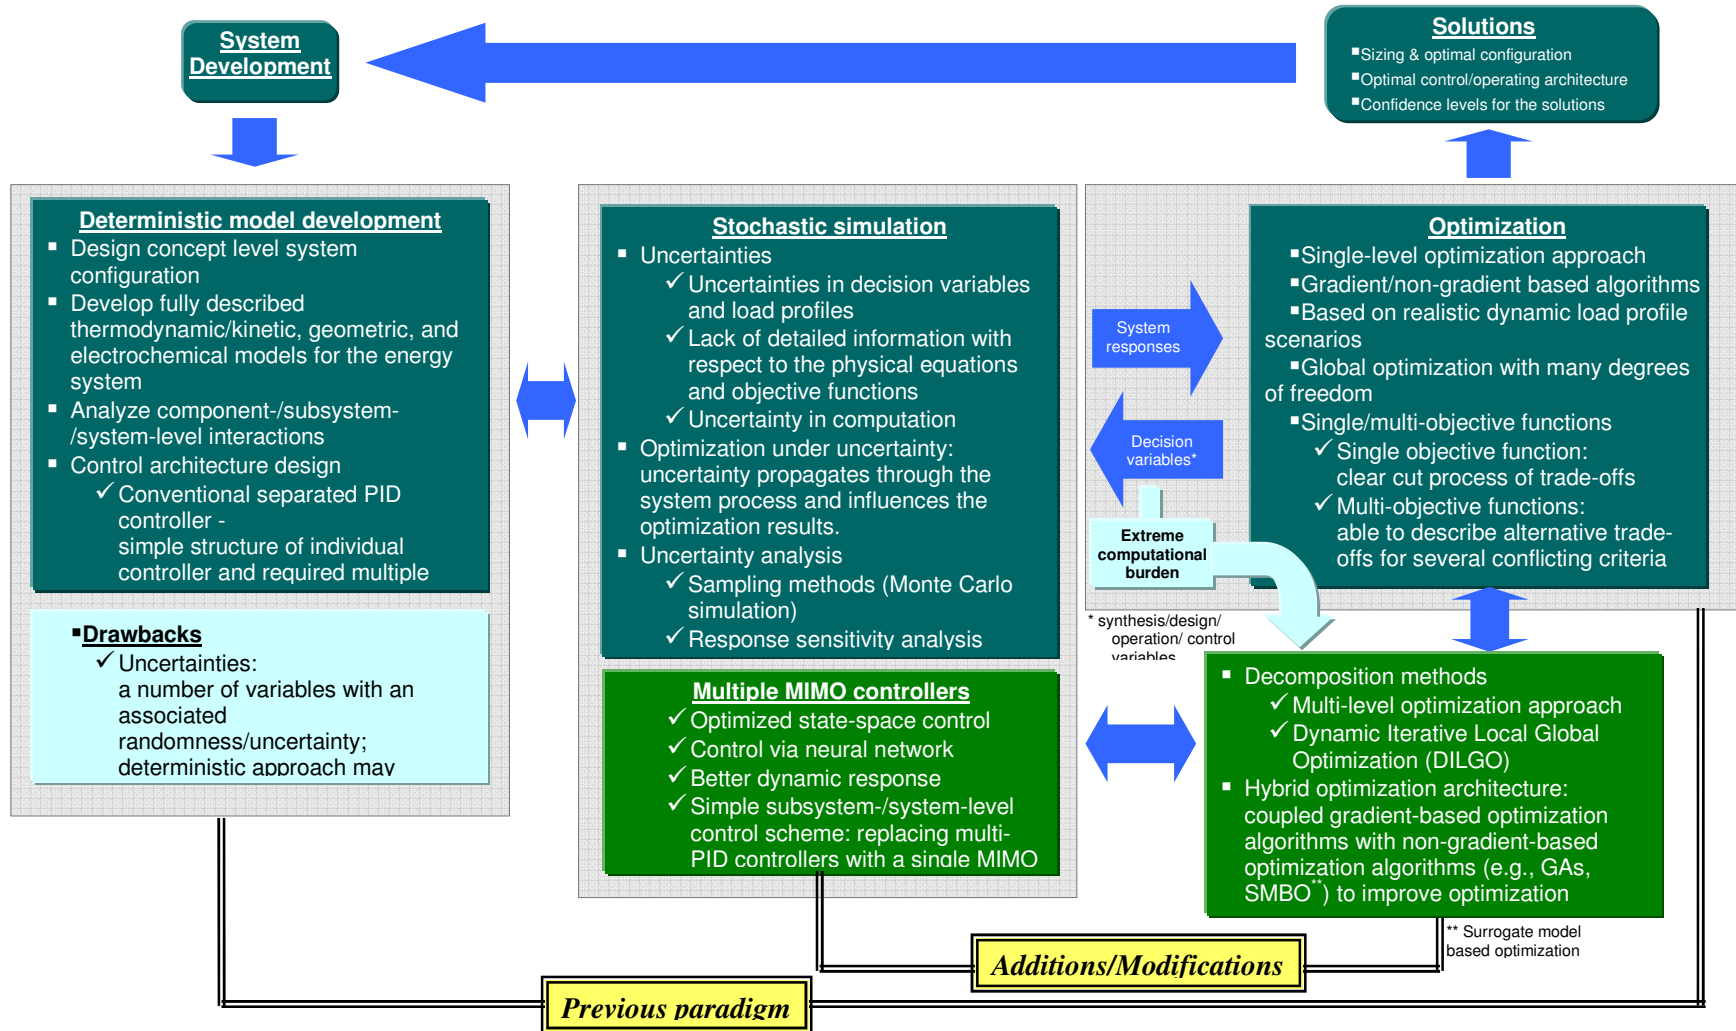 System
Development
Solutions
▪Sizing & optimal configuration
▪Optimal control/operating architecture
▪Confidence levels for the solutions
Deterministic model development
▪ Design concept level system
configuration
▪ Develop fully described
thermodynamic/kinetic, geometric, and
electrochemical models for the energy
system
▪ Analyze component-/subsystem-
/system-level interactions
▪ Control architecture design
✓ Conventional separated PID
controller -
simple structure of individual
controller and required multiple
▪Drawbacks
✓ Uncertainties:
a number of variables with an
associated
randomness/uncertainty;
deterministic approach may
Stochastic simulation
▪ Uncertainties
✓ Uncertainties in decision variables
and load profiles
✓ Lack of detailed information with
respect to the physical equations
and objective functions
✓ Uncertainty in computation
▪ Optimization under uncertainty:
uncertainty propagates through the
system process and influences the
optimization results.
▪ Uncertainty analysis
✓ Sampling methods (Monte Carlo
simulation)
✓ Response sensitivity analysis
Multiple MIMO controllers
✓ Optimized state-space control
✓ Control via neural network
✓ Better dynamic response
✓ Simple subsystem-/system-level
control scheme: replacing multi-
PID controllers with a single MIMO
System
responses
Decision
variables*
Extreme
computational
burden
* synthesis/design/
operation/ control
variables
Optimization
▪Single-level optimization approach
▪Gradient/non-gradient based algorithms
▪Based on realistic dynamic load profile
scenarios
▪Global optimization with many degrees
of freedom
▪Single/multi-objective functions
✓ Single objective function:
clear cut process of trade-offs
✓ Multi-objective functions:
able to describe alternative trade-
offs for several conflicting criteria
▪ Decomposition methods
✓ Multi-level optimization approach
✓ Dynamic Iterative Local Global
Optimization (DILGO)
▪ Hybrid optimization architecture:
coupled gradient-based optimization
algorithms with non-gradient-based
optimization algorithms (e.g., GAs,
SMBO**) to improve optimization
** Surrogate model
based optimization
Additions/Modifications
Previous paradigm